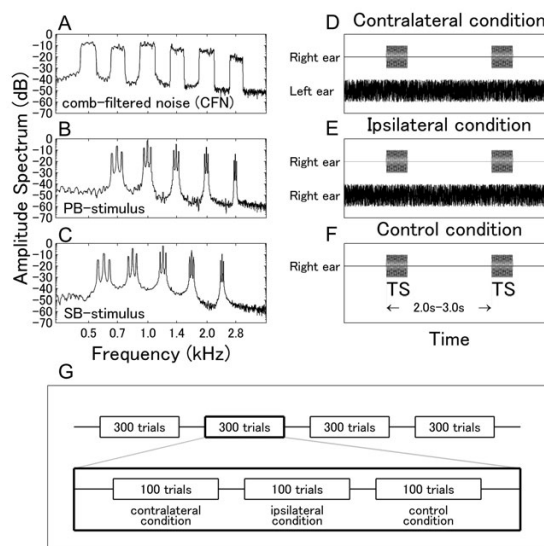 A
0
-10
-20
-30
-40
-50
-60
-70
comb-filtered noise (CFN)
B
0
-10
-20
-30
-40
-50
-60
-70
PB-stimulus
C
0
-10
-20
-30
-40
-50
-60
-70
SB-stimulus
Amplitude Spectrum (dB)
0.5 0.7 1.0 1.4 2.0 2.8
Frequency (kHz)
D Contralateral condition
Right ear
Left ear
E Ipsilateral condition
Right ear
Right ear
F Control condition
Right ear
TS TS
2.0s-3.0s
Time
G
300 trials 300 trials 300 trials 300 trials
100 trials 100 trials 100 trials
contralateral ipsilateral control
condition condition condition